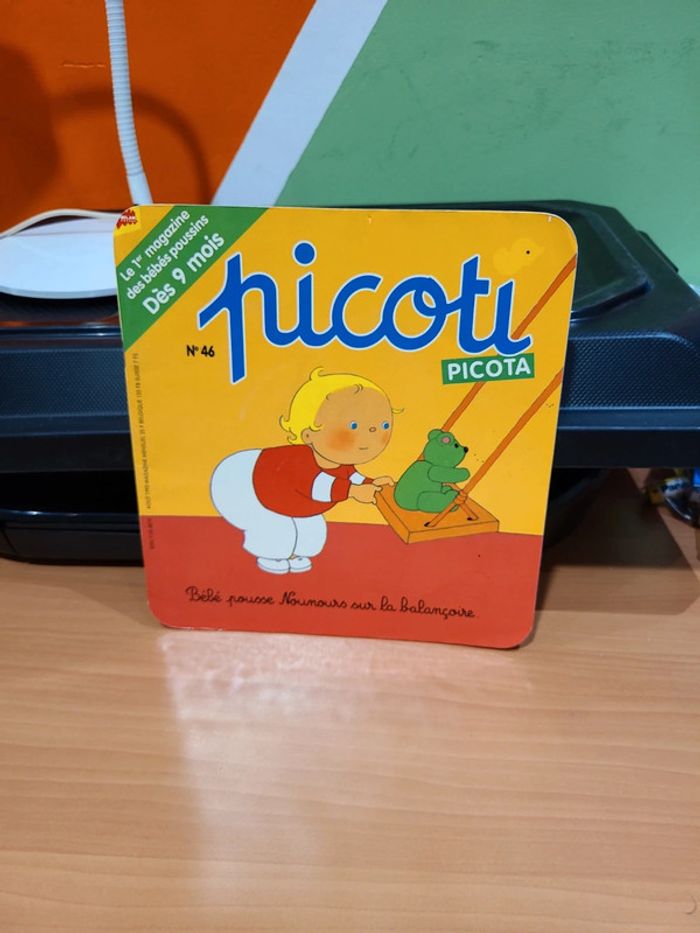 Le 1er magazine
des bébés poussins
Dès 9 mois
picoti
PICOTA
N° 46
Bébé pousse Nounours sur la balançoire.